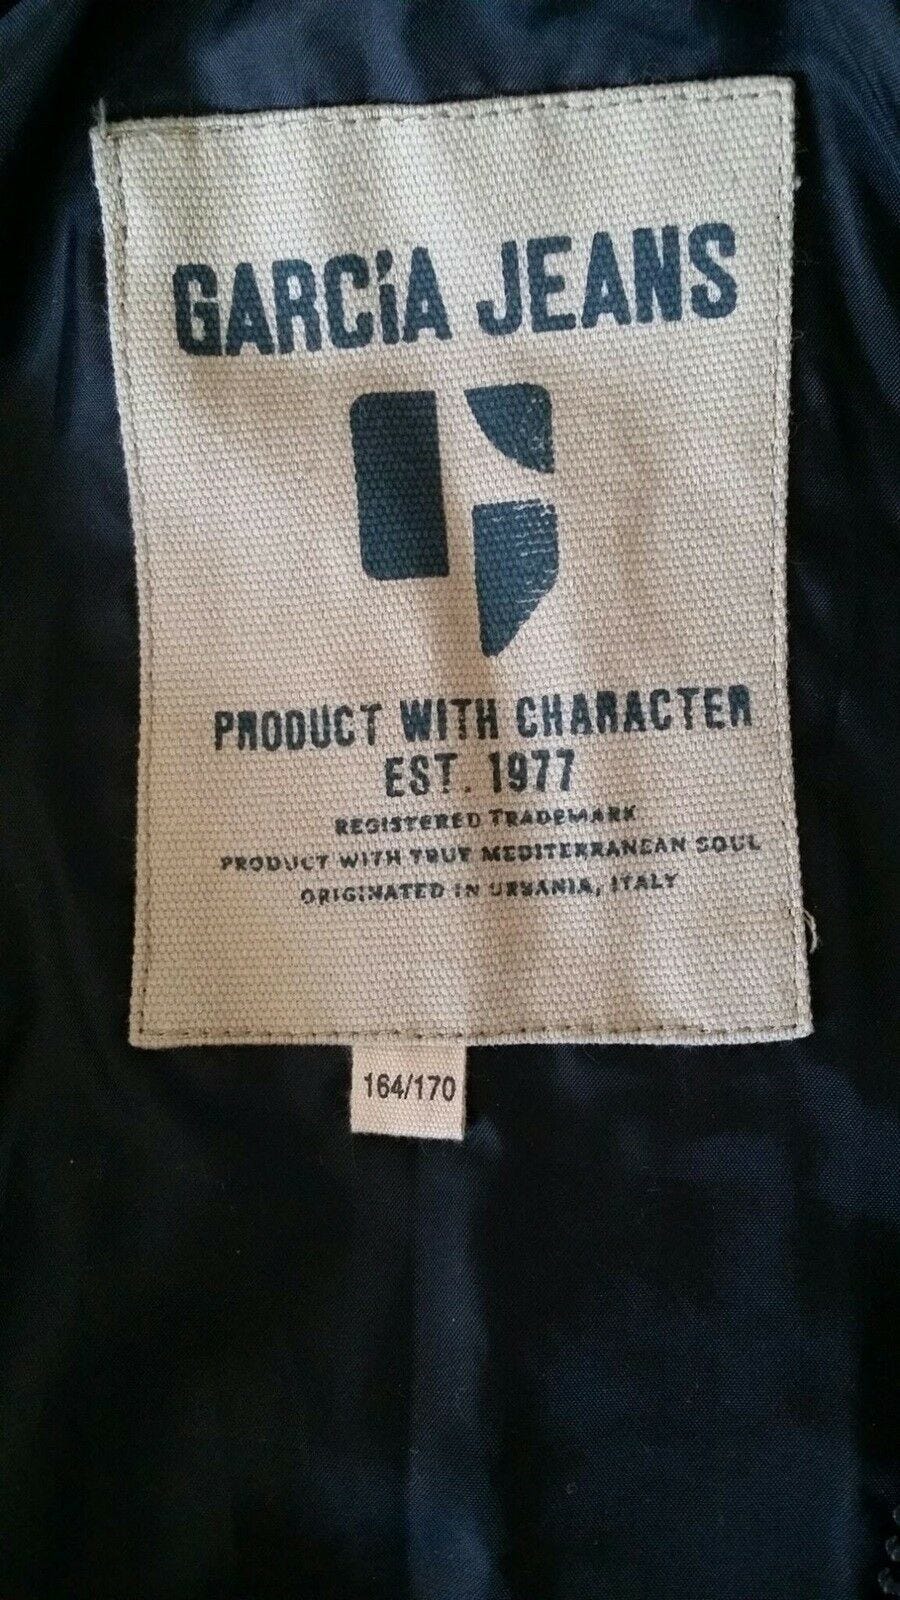 GARCíA JEANS
PRODUCT WITH CHARACTER
EST. 1977
REGISTERED TRADEMARK
PRODUCT WITH TRUE MEDITERRANEAN SOUL
ORIGINATED IN URBANIA, ITALY
164/170